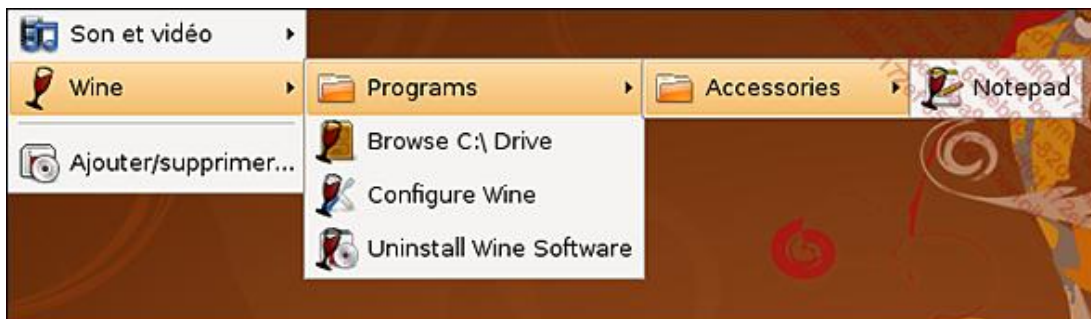 Son et vidéo
Wine
Ajouter/supprimer...
Programs
Browse C:\ Drive
Configure Wine
Uninstall Wine Software
Accessories
Notepad